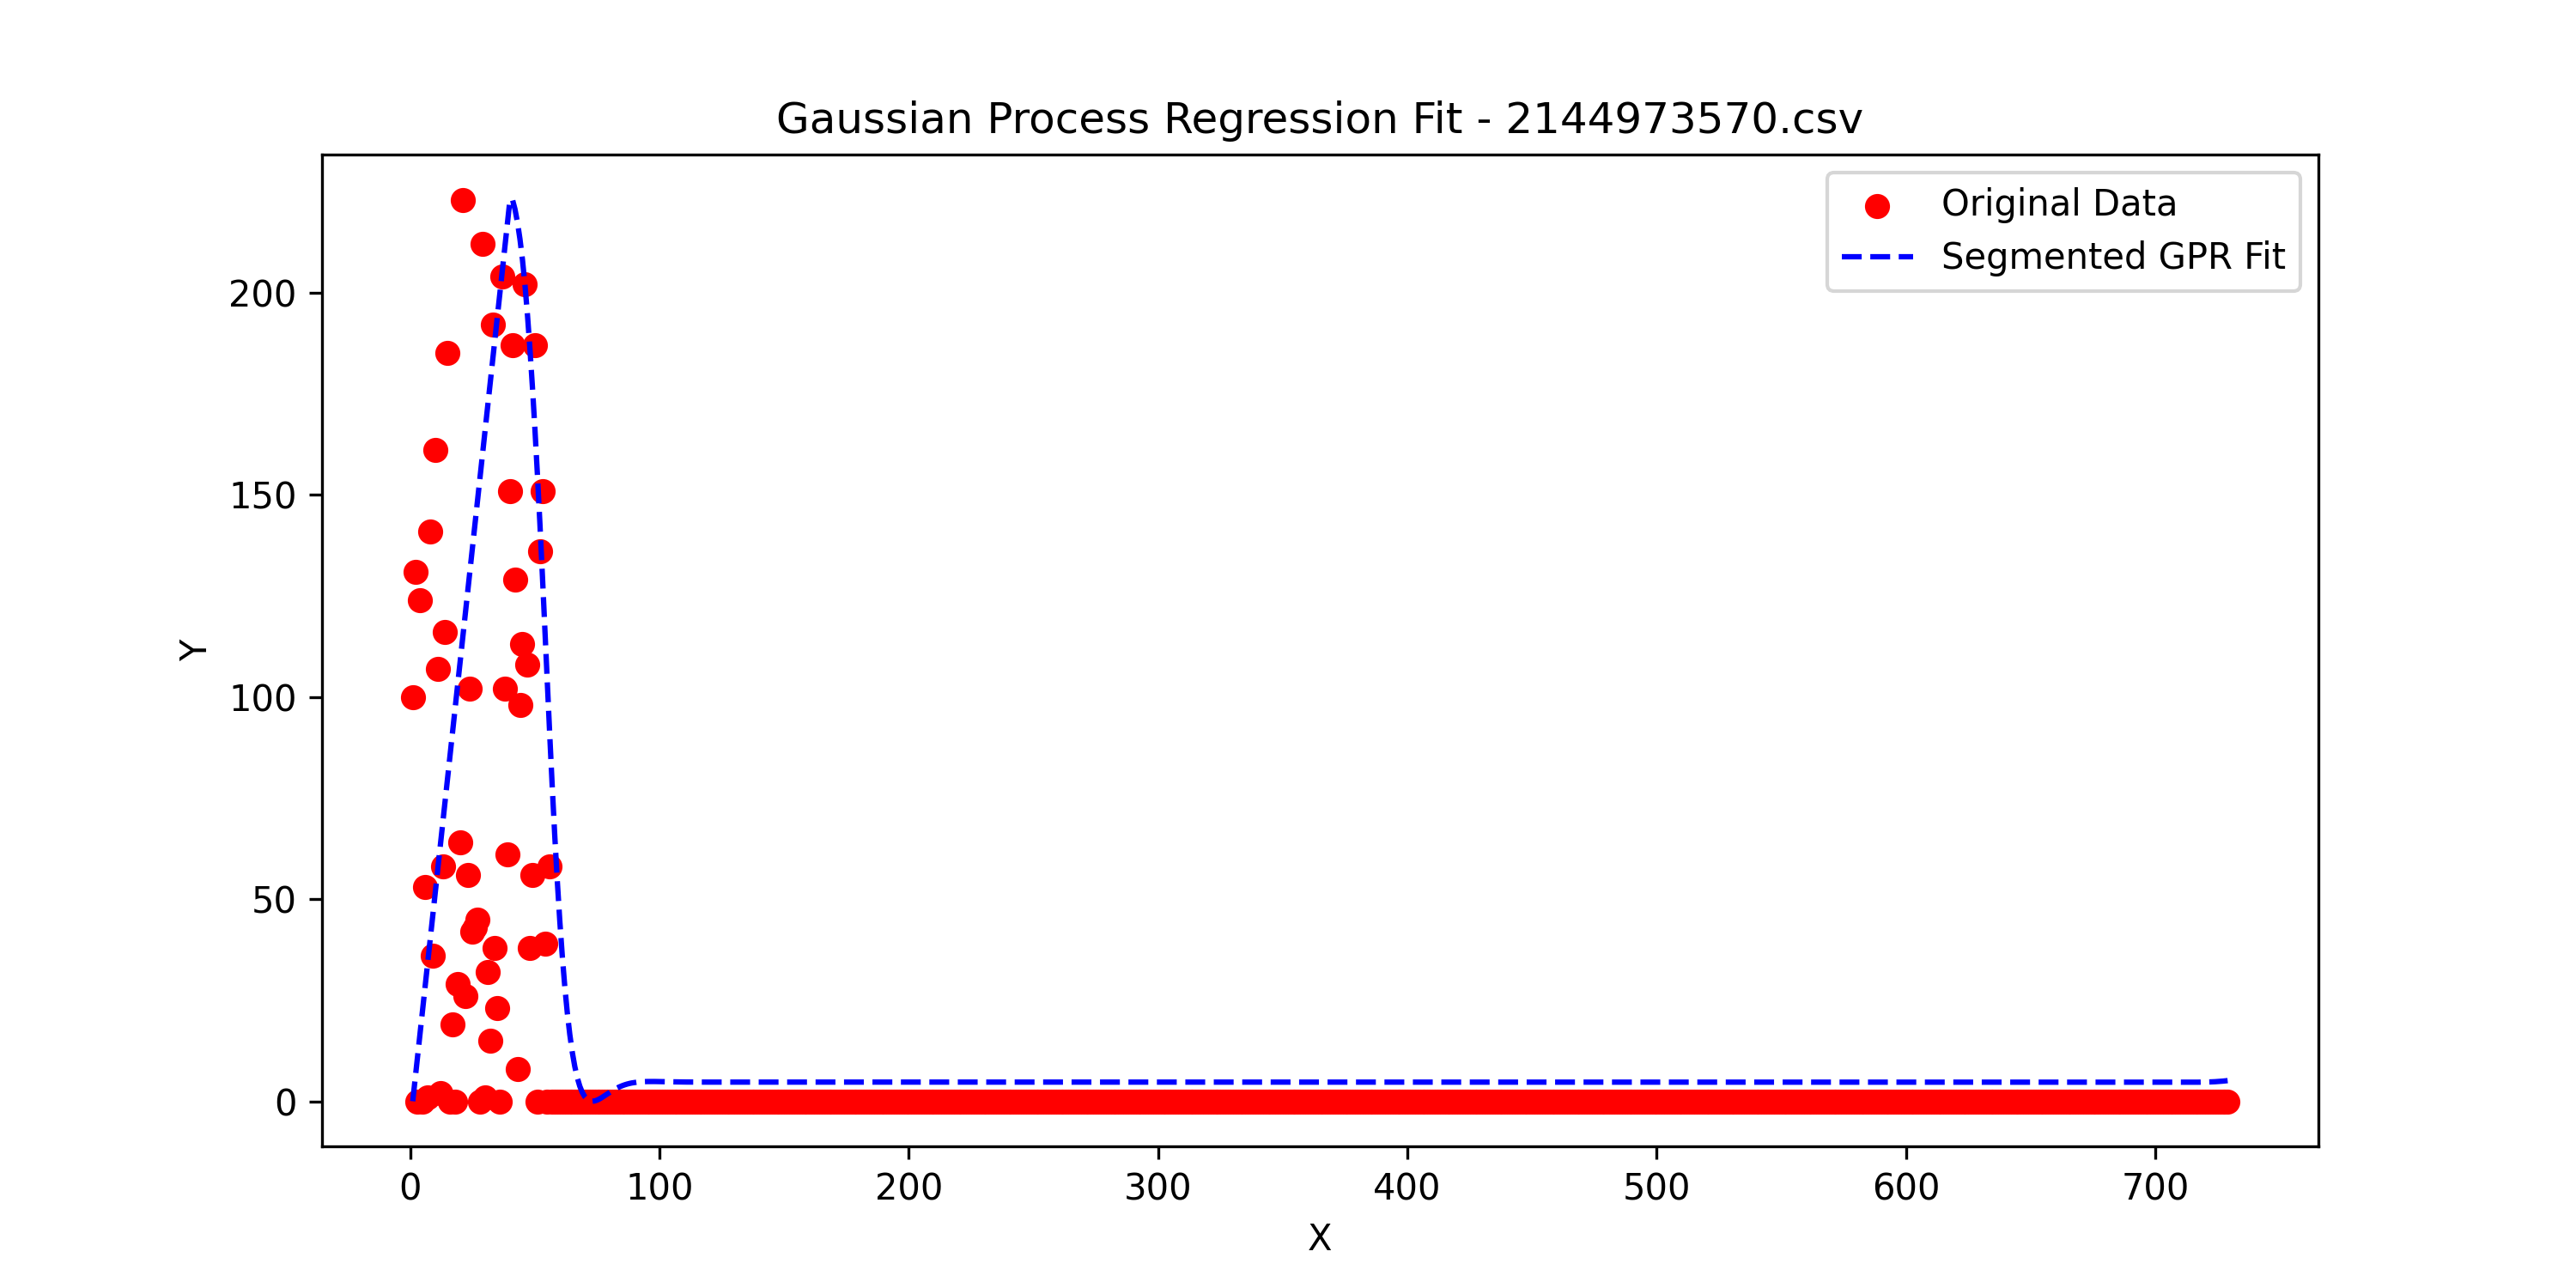 Gaussian Process Regression Fit - 2144973570.csv
Original Data
Segmented GPR Fit
200
150
100
50
0
Y
0 100 200 300 400 500 600 700
X